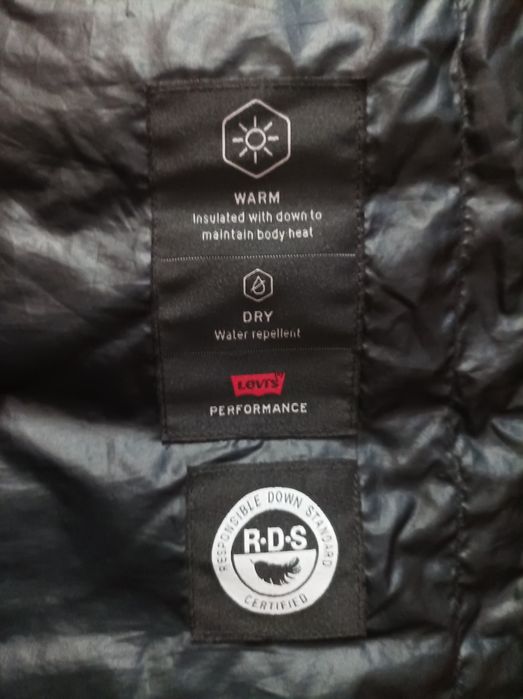 WARM
Insulated with down to
maintain body heat
DRY
Water repellent
Levi's
PERFORMANCE
RESPONSIBLE DOWN STANDARD
R·D·S
CERTIFIED